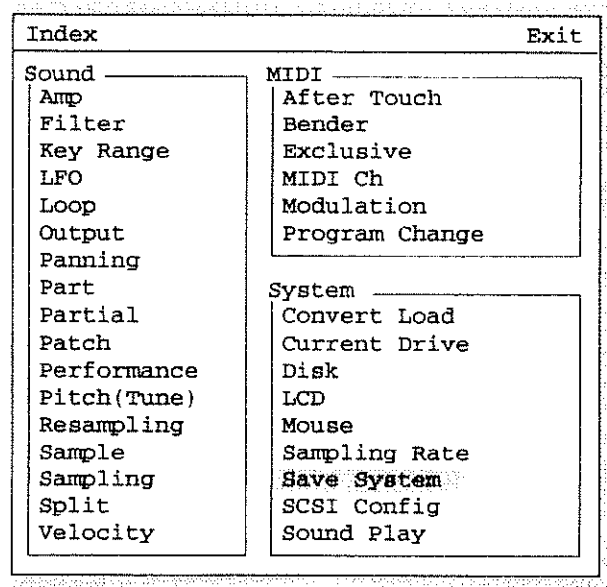 Index Exit
Sound
Amp
Filter
Key Range
LFO
Loop
Output
Panning
Part
Partial
Patch
Performance
Pitch(Tune)
Resampling
Sample
Sampling
Split
Velocity
MIDI
After Touch
Bender
Exclusive
MIDI Ch
Modulation
Program Change
System
Convert Load
Current Drive
Disk
LCD
Mouse
Sampling Rate
Save System
SCSI Config
Sound Play